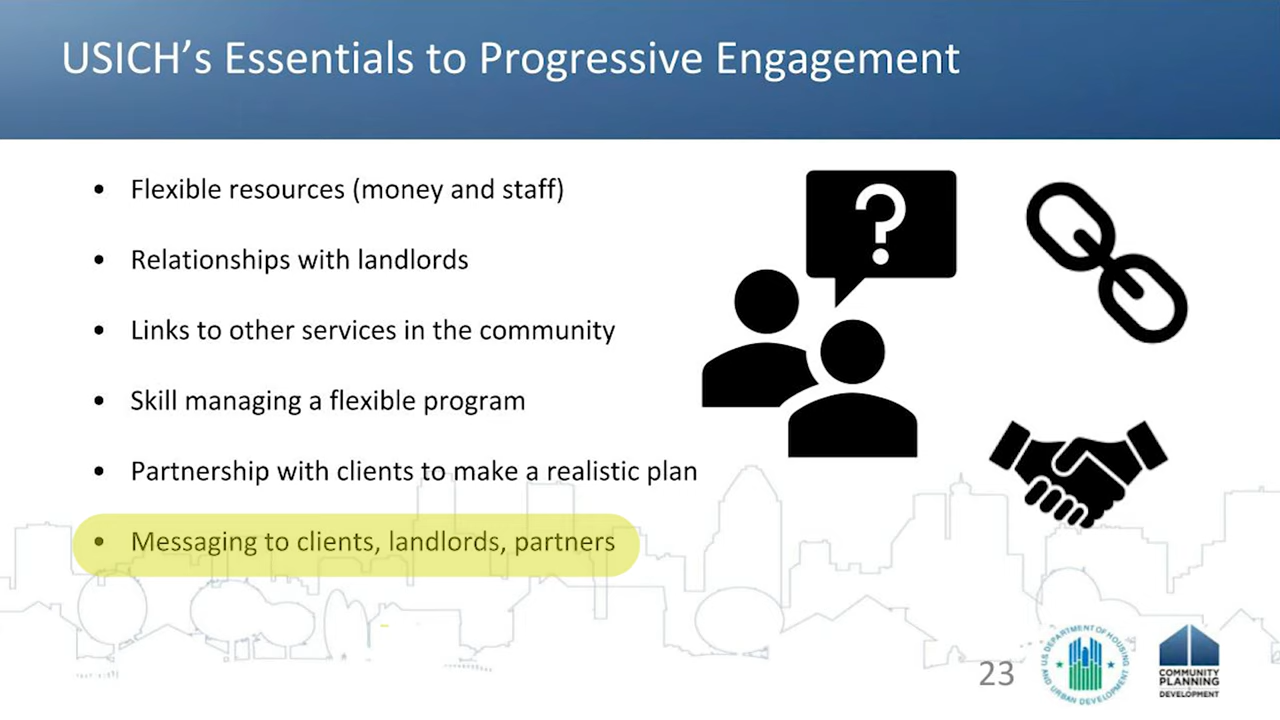 USICH’s Essentials to Progressive Engagement
• Flexible resources (money and staff)
• Relationships with landlords
• Links to other services in the community
• Skill managing a flexible program
• Partnership with clients to make a realistic plan
• Messaging to clients, landlords, partners
?
23
U.S. DEPARTMENT OF HOUSING AND URBAN DEVELOPMENT
COMMUNITY
PLANNING
DEVELOPMENT